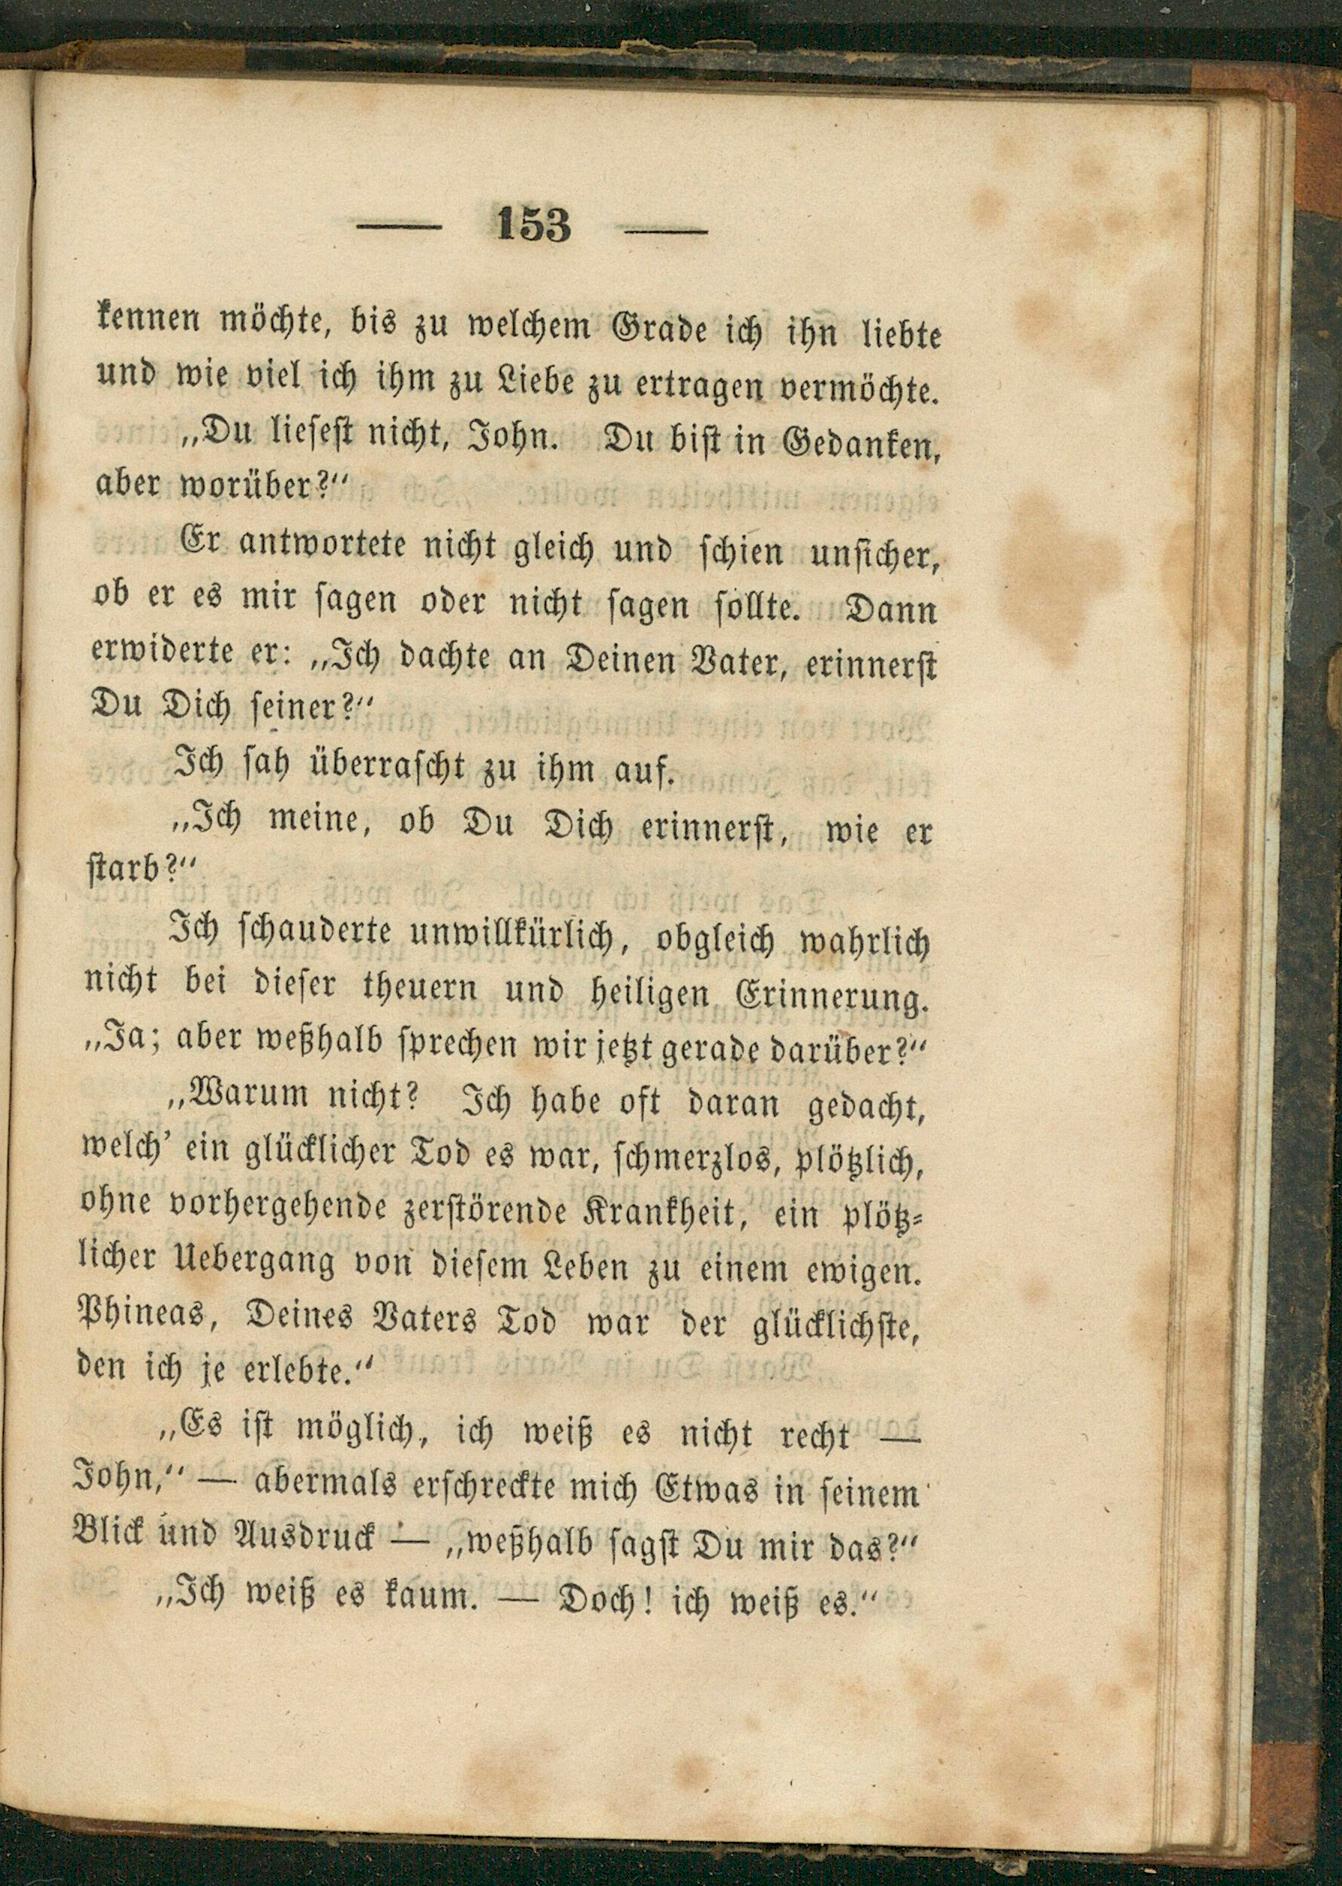 — 153 —
kennen möchte, bis zu welchem Grade ich ihn liebte
und wie viel ich ihm zu Liebe zu ertragen vermöchte.
„Du liesest nicht, John. Du bist in Gedanken,
aber worüber?“
Er antwortete nicht gleich und schien unsicher,
ob er es mir sagen oder nicht sagen sollte. Dann
erwiderte er: „Ich dachte an Deinen Vater, erinnerst
Du Dich seiner?“
Ich sah überrascht zu ihm auf.
„Ich meine, ob Du Dich erinnerst, wie er
starb?“
Ich schauderte unwillkürlich, obgleich wahrlich
nicht bei dieser theuern und heiligen Erinnerung.
„Ja; aber weßhalb sprechen wir jetzt gerade darüber?“
„Warum nicht? Ich habe oft daran gedacht,
welch’ ein glücklicher Tod es war, schmerzlos, plötzlich,
ohne vorhergehende zerstörende Krankheit, ein plötz-
licher Uebergang von diesem Leben zu einem ewigen.
Phineas, Deines Vaters Tod war der glücklichste,
den ich je erlebte.“
„Es ist möglich, ich weiß es nicht recht —
John,“ — abermals erschreckte mich Etwas in seinem
Blick und Ausdruck — „weßhalb sagst Du mir das?“
„Ich weiß es kaum. — Doch! ich weiß es.“